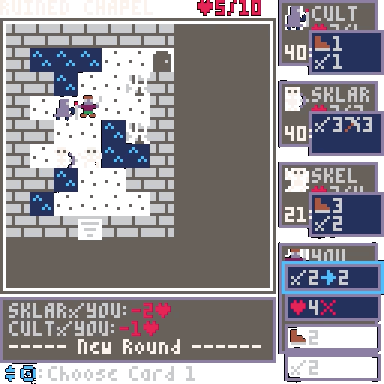 RUINED CHAPEL ♥5/10
SKLAR/YOU: -2♥
CULT/YOU: -1♥
----- New Round ------
:Choose Card 1
CULT
40
1
1
SKLAR
40
3 3
SKEL
21
3
2
YOU
2 2
4
2
2